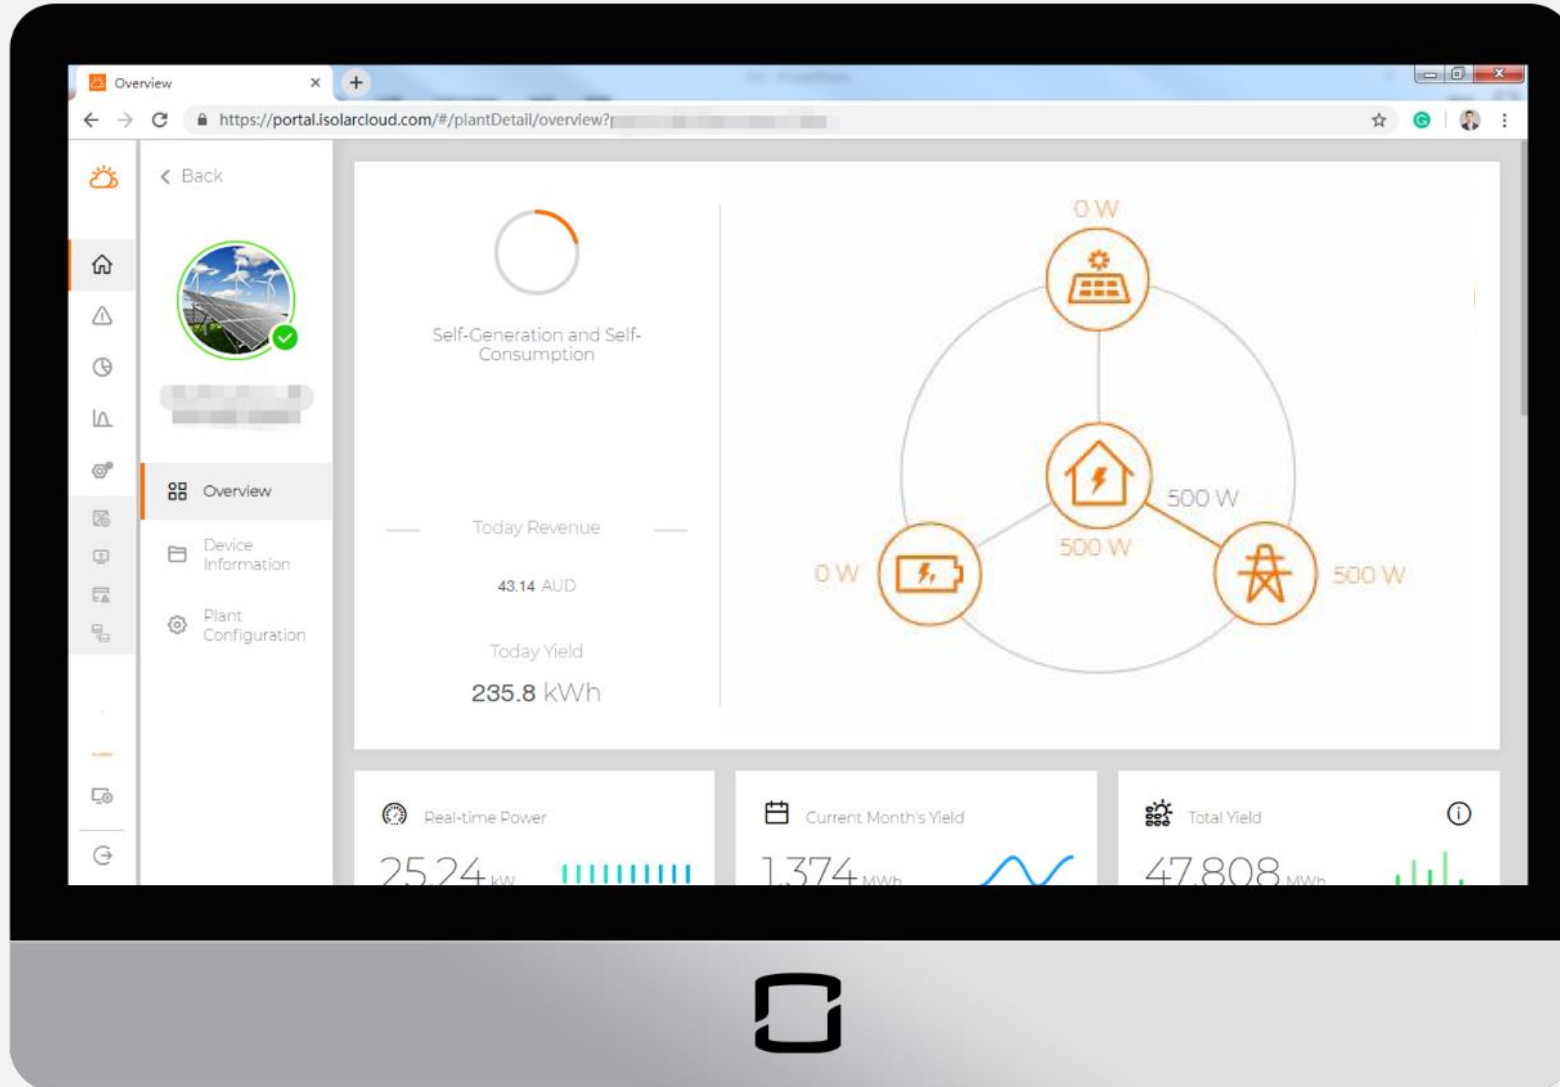 Overview
https://portal.isolarcloud.com/#/plantDetail/overview?
Back
Overview
Device
Information
Plant
Configuration
Self-Generation and Self-
Consumption
Today Revenue
43.14 AUD
Today Yield
235.8 kWh
0 W
500 W
500 W
0 W
500 W
Real-time Power
25.24 kW
Current Month's Yield
1.374 MWh
Total Yield
47.808 MWh